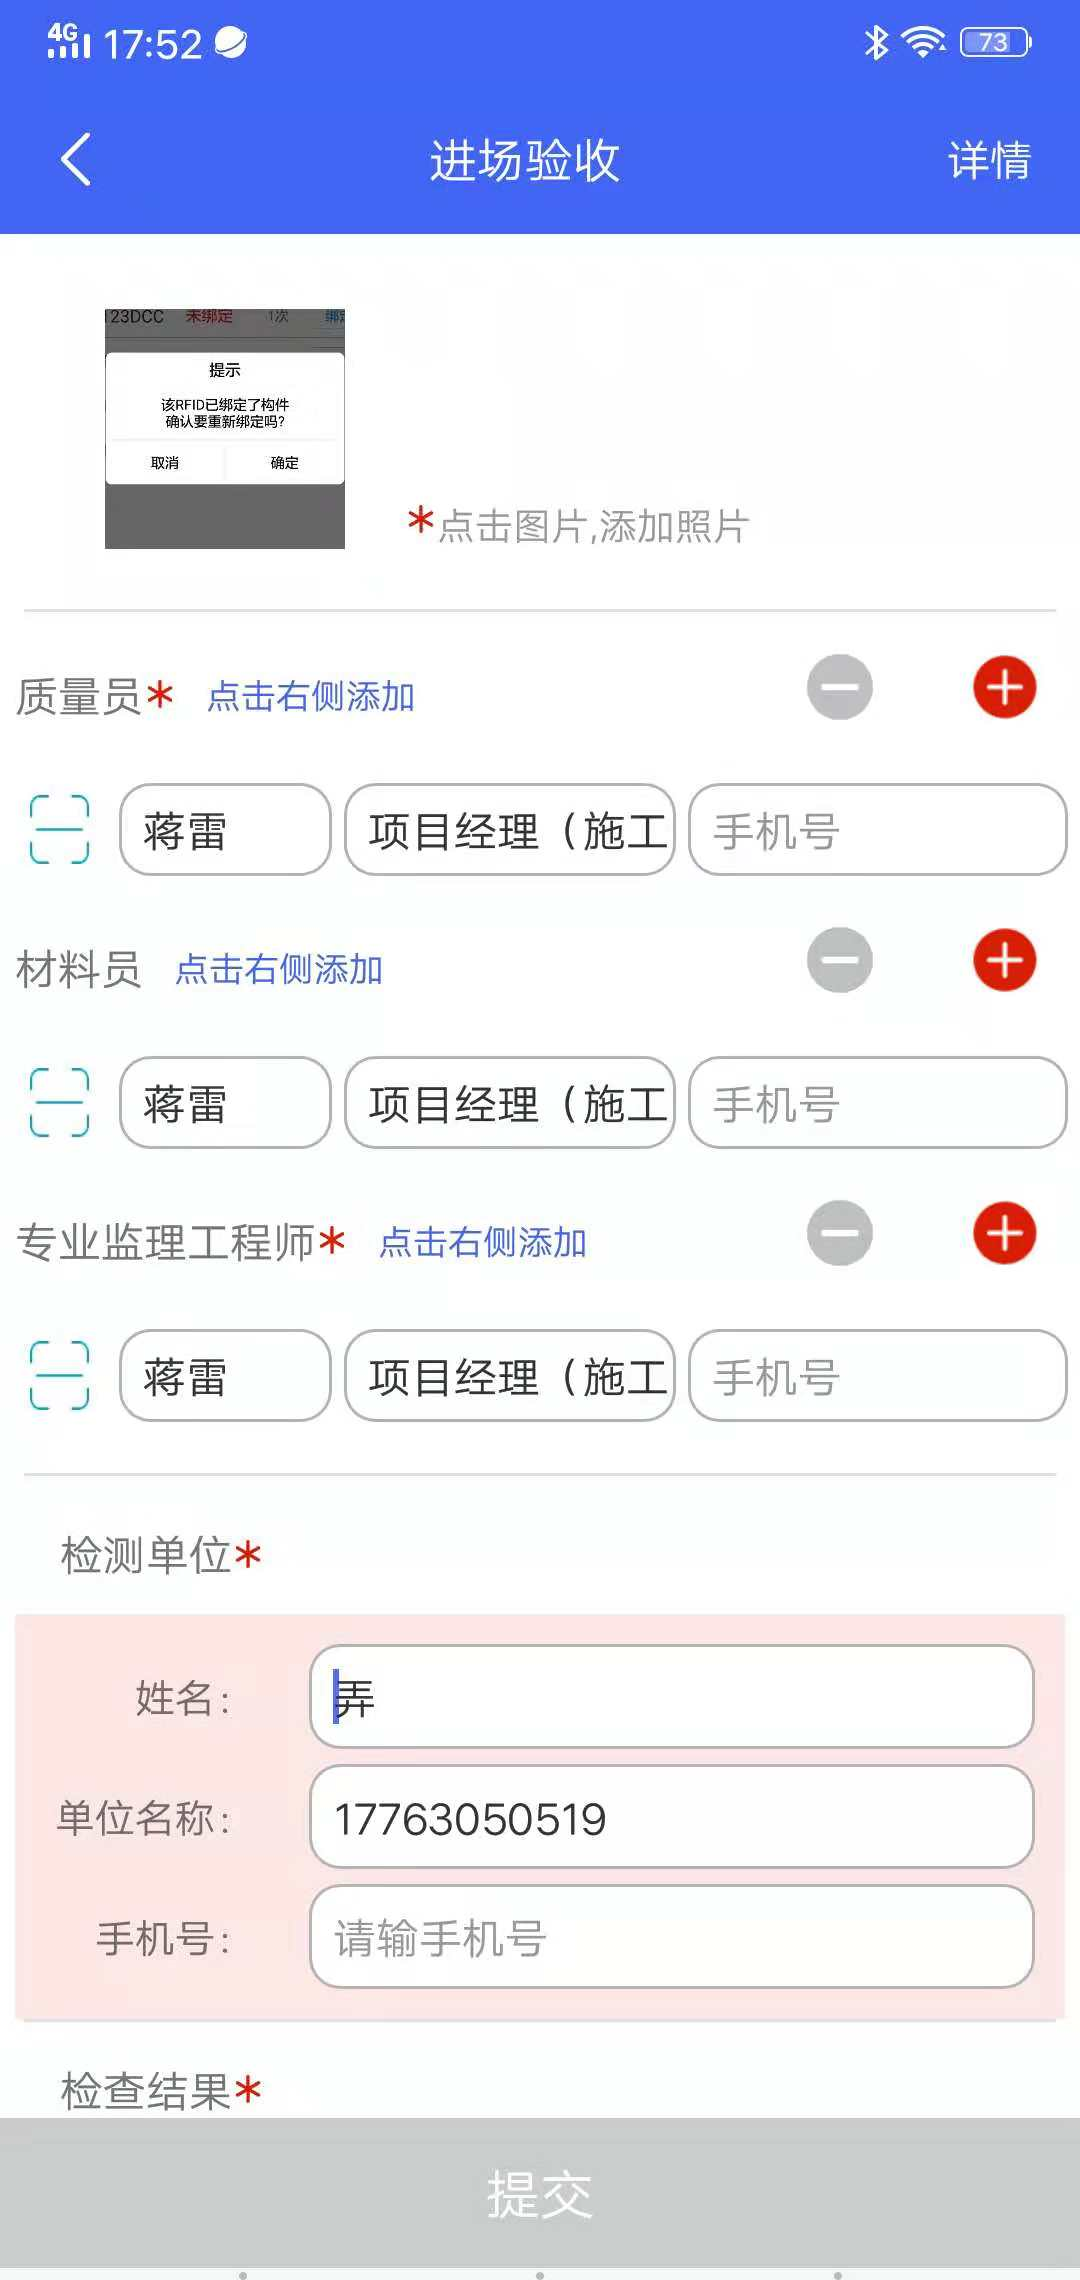 4G 17:52 73
进场验收 详情
123DCC 未绑定 1次
提示
该RFID已绑定了构件
确认要重新绑定吗?
取消 确定
*点击图片,添加照片
质量员* 点击右侧添加
蒋雷 项目经理（施工 手机号
材料员 点击右侧添加
蒋雷 项目经理（施工 手机号
专业监理工程师* 点击右侧添加
蒋雷 项目经理（施工 手机号
检测单位*
姓名: 弄
单位名称: 17763050519
手机号: 请输手机号
检查结果*
提交